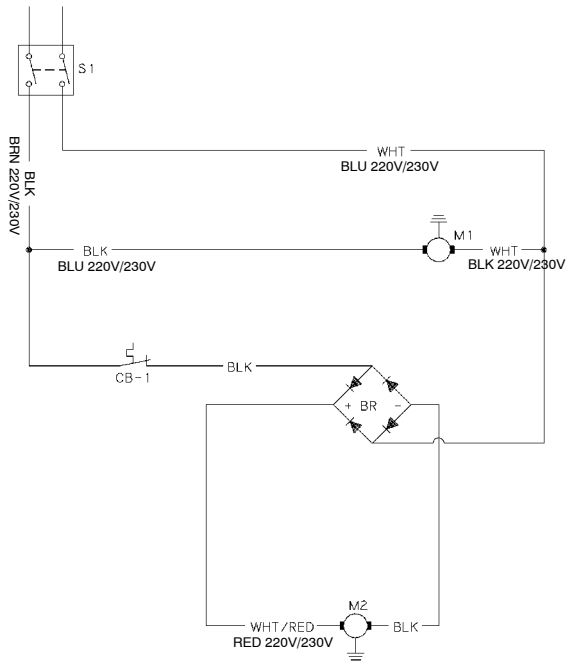 S1
WHT
BLU 220V/230V
BLK
BRN 220V/230V
M1
BLK
BLU 220V/230V
WHT
BLK 220V/230V
CB-1
BLK
+ BR -
M2
WHT/RED
RED 220V/230V
BLK